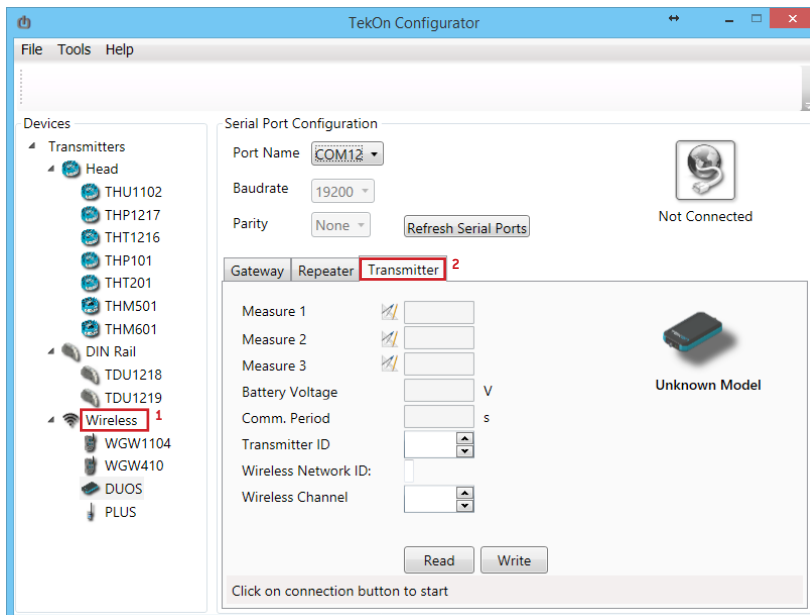 TekOn Configurator
File Tools Help
Devices
Transmitters
Head
THU1102
THP1217
THT1216
THP101
THT201
THM501
THM601
DIN Rail
TDU1218
TDU1219
Wireless 1
WGW1104
WGW410
DUOS
PLUS
Serial Port Configuration
Port Name COM12
Baudrate 19200
Parity None Refresh Serial Ports
Not Connected
Gateway Repeater Transmitter 2
Measure 1
Measure 2
Measure 3
Battery Voltage V
Comm. Period s
Transmitter ID
Wireless Network ID:
Wireless Channel
Unknown Model
Read Write
Click on connection button to start